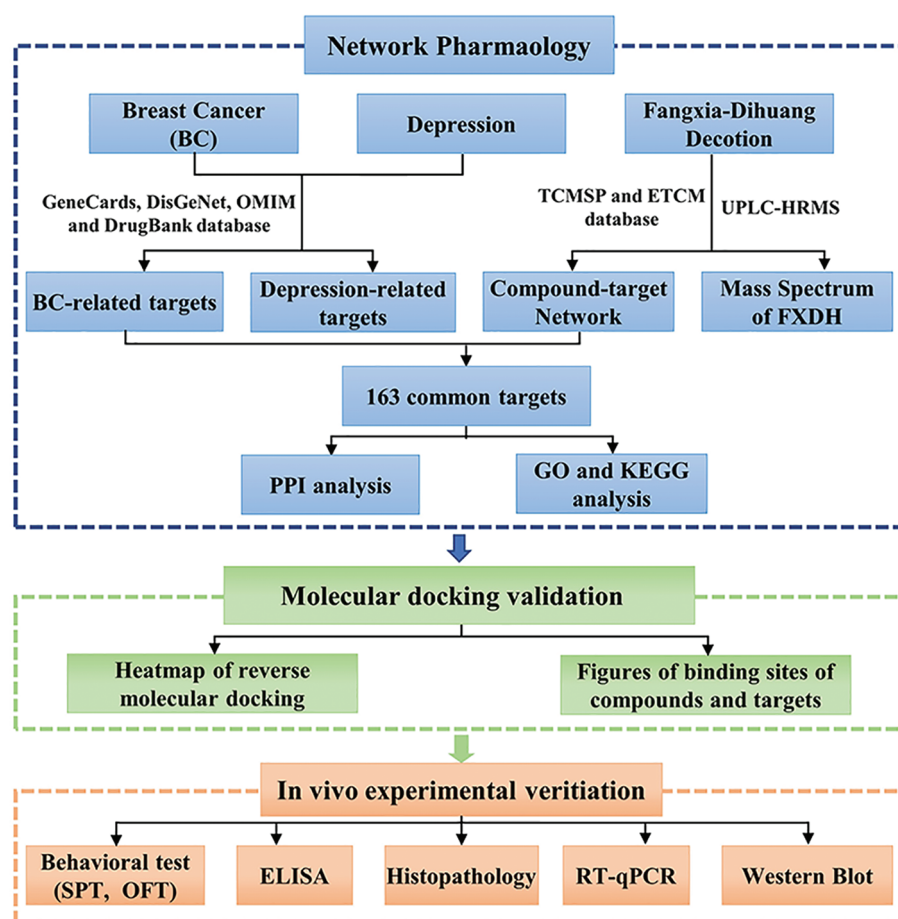 Network Pharmaology
Breast Cancer
(BC)
Depression
Fangxia-Dihuang
Decotion
GeneCards, DisGeNet, OMIM
and DrugBank database
TCMSP and ETCM
database
UPLC-HRMS
BC-related targets
Depression-related
targets
Compound-target
Network
Mass Spectrum
of FXDH
163 common targets
PPI analysis
GO and KEGG
analysis
Molecular docking validation
Heatmap of reverse
molecular docking
Figures of binding sites of
compounds and targets
In vivo experimental veritiation
Behavioral test
(SPT, OFT)
ELISA
Histopathology
RT-qPCR
Western Blot